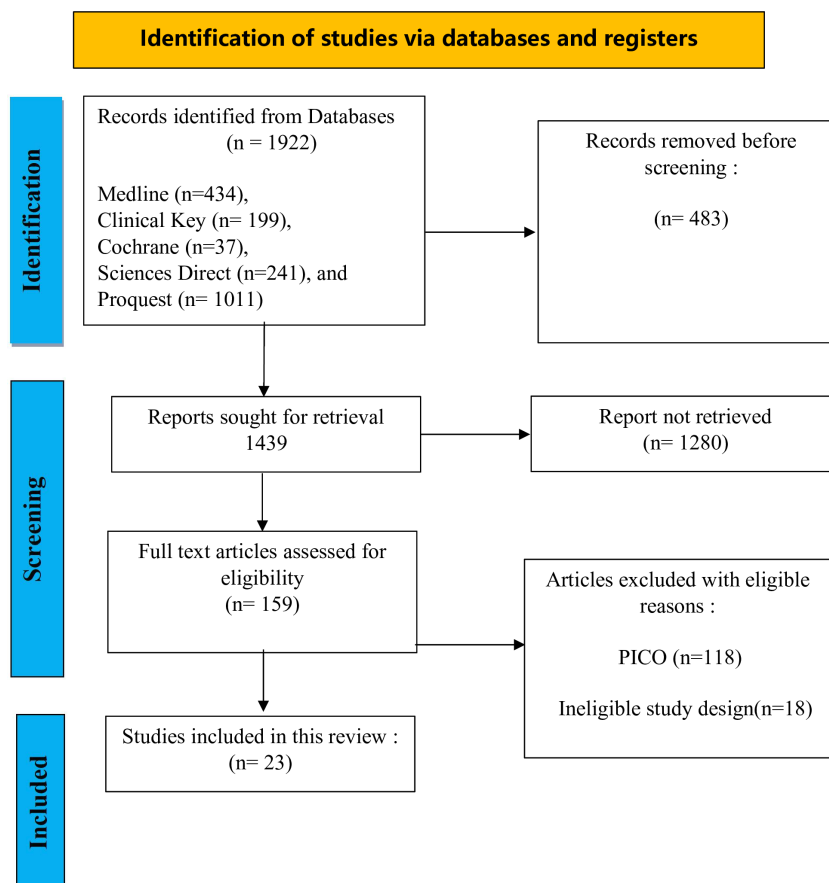 Identification of studies via databases and registers
Identification
Records identified from Databases
(n = 1922)
Medline (n=434),
Clinical Key (n= 199),
Cochrane (n=37),
Sciences Direct (n=241), and
Proquest (n= 1011)
Records removed before
screening :
(n= 483)
Screening
Reports sought for retrieval
1439
Report not retrieved
(n= 1280)
Full text articles assessed for
eligibility
(n= 159)
Articles excluded with eligible
reasons :
PICO (n=118)
Ineligible study design(n=18)
Included
Studies included in this review :
(n= 23)